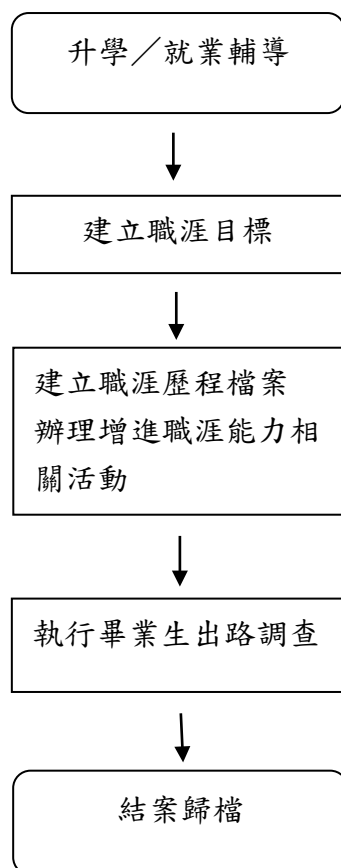 升學／就業輔導
建立職涯目標
建立職涯歷程檔案
辦理增進職涯能力相
關活動
執行畢業生出路調查
結案歸檔